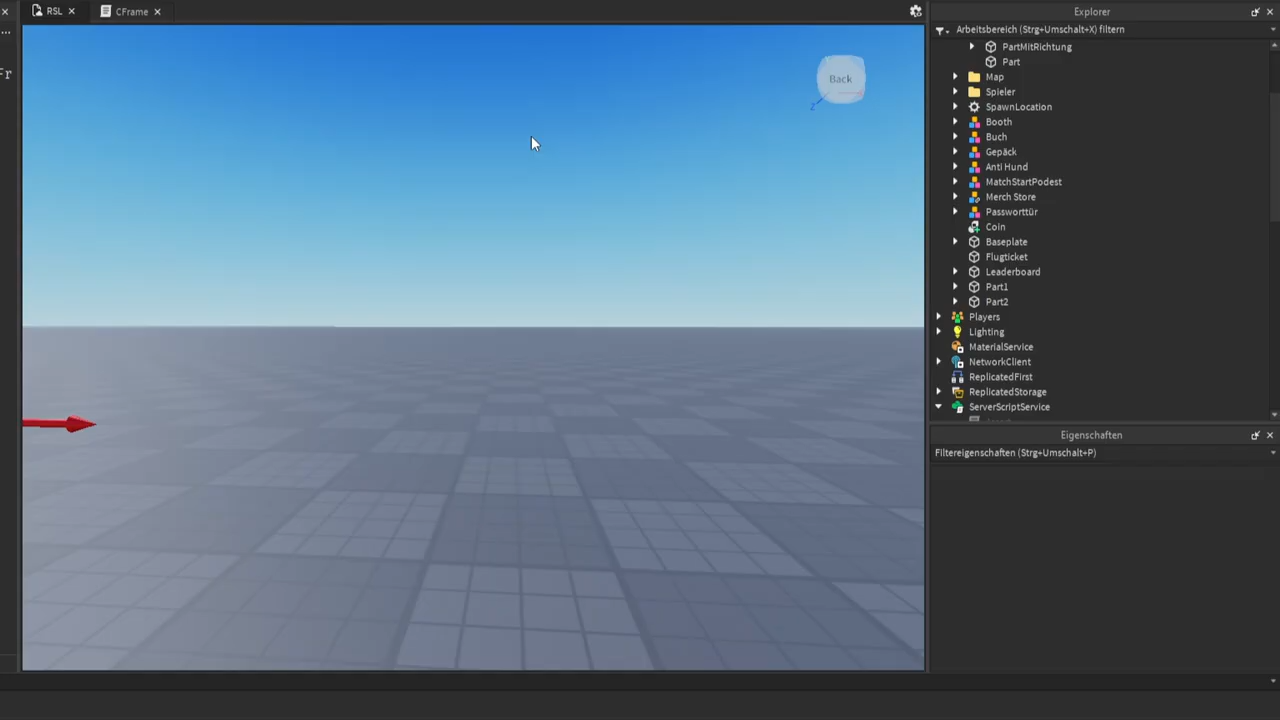 RSL
CFrame
Fr
Back
Explorer
Arbeitsbereich (Strg+Umschalt+X) filtern
PartMitRichtung
Part
Map
Spieler
SpawnLocation
Booth
Buch
Gepäck
Anti Hund
MatchStartPodest
Merch Store
Passworttür
Coin
Baseplate
Flugticket
Leaderboard
Part1
Part2
Players
Lighting
MaterialService
NetworkClient
ReplicatedFirst
ReplicatedStorage
ServerScriptService
Eigenschaften
Filtereigenschaften (Strg+Umschalt+P)